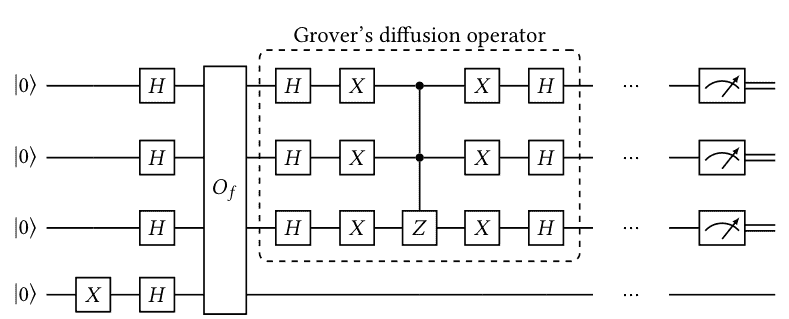 Grover's diffusion operator
|0⟩ H H X X H ...
|0⟩ H H X X H ...
O_f
|0⟩ H H X Z X H ...
|0⟩ X H ...